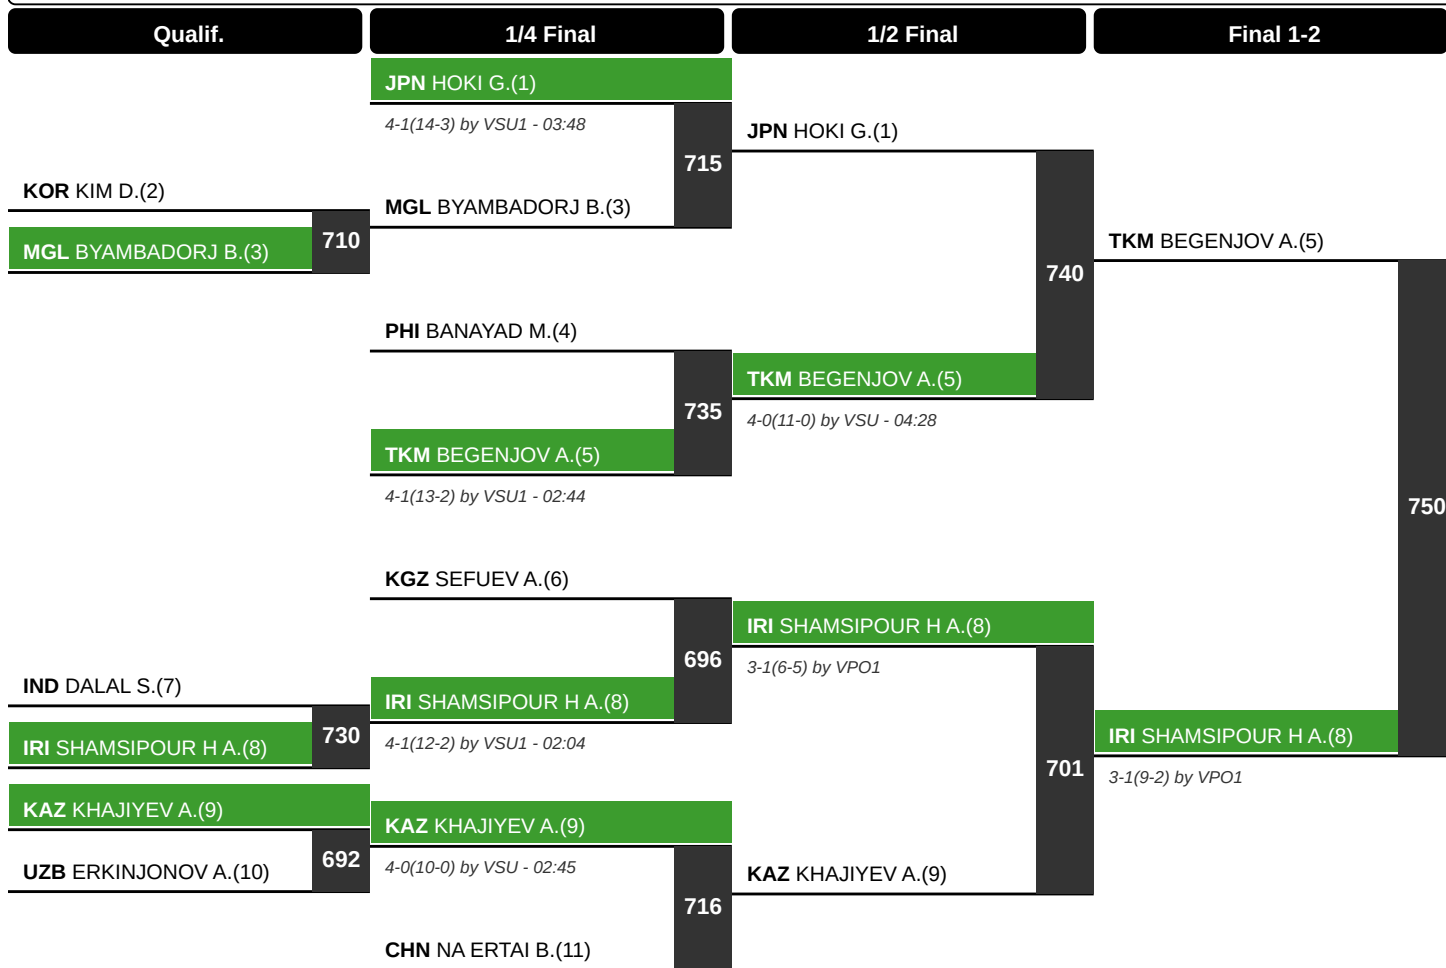 Qualif.
1/4 Final
1/2 Final
Final 1-2
JPN HOKI G.(1)
4-1(14-3) by VSU1 - 03:48
JPN HOKI G.(1)
715
KOR KIM D.(2)
MGL BYAMBADORJ B.(3)
710
MGL BYAMBADORJ B.(3)
TKM BEGENJOV A.(5)
740
PHI BANAYAD M.(4)
TKM BEGENJOV A.(5)
735
4-0(11-0) by VSU - 04:28
TKM BEGENJOV A.(5)
4-1(13-2) by VSU1 - 02:44
750
KGZ SEFUEV A.(6)
IRI SHAMSIPOUR H A.(8)
696
3-1(6-5) by VPO1
IND DALAL S.(7)
IRI SHAMSIPOUR H A.(8)
730
IRI SHAMSIPOUR H A.(8)
4-1(12-2) by VSU1 - 02:04
IRI SHAMSIPOUR H A.(8)
701
3-1(9-2) by VPO1
KAZ KHAJIYEV A.(9)
KAZ KHAJIYEV A.(9)
692
UZB ERKINJONOV A.(10)
4-0(10-0) by VSU - 02:45
KAZ KHAJIYEV A.(9)
716
CHN NA ERTAI B.(11)